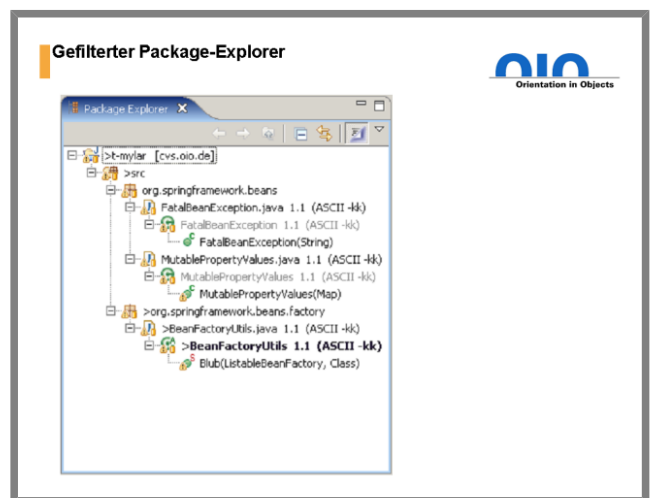 Gefilterter Package-Explorer
OIO
Orientation in Objects
Package Explorer
>t-mylar [cvs.oio.de]
>src
org.springframework.beans
FatalBeanException.java 1.1 (ASCII -kk)
FatalBeanException 1.1 (ASCII -kk)
FatalBeanException(String)
MutablePropertyValues.java 1.1 (ASCII -kk)
MutablePropertyValues 1.1 (ASCII -kk)
MutablePropertyValues(Map)
>org.springframework.beans.factory
>BeanFactoryUtils.java 1.1 (ASCII -kk)
>BeanFactoryUtils 1.1 (ASCII -kk)
Blub(ListableBeanFactory, Class)